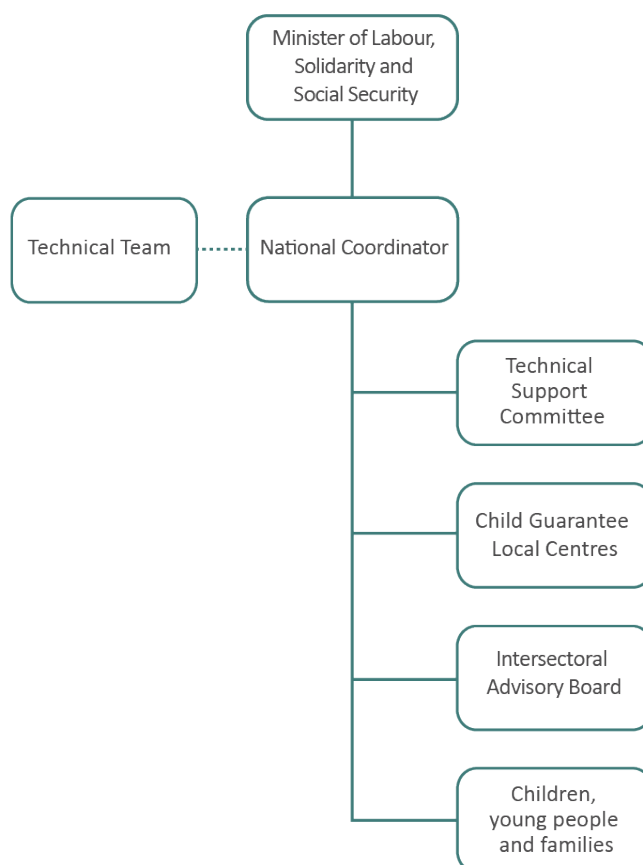 Minister of Labour,
Solidarity and
Social Security
Technical Team
National Coordinator
Technical
Support
Committee
Child Guarantee
Local Centres
Intersectoral
Advisory Board
Children,
young people
and families